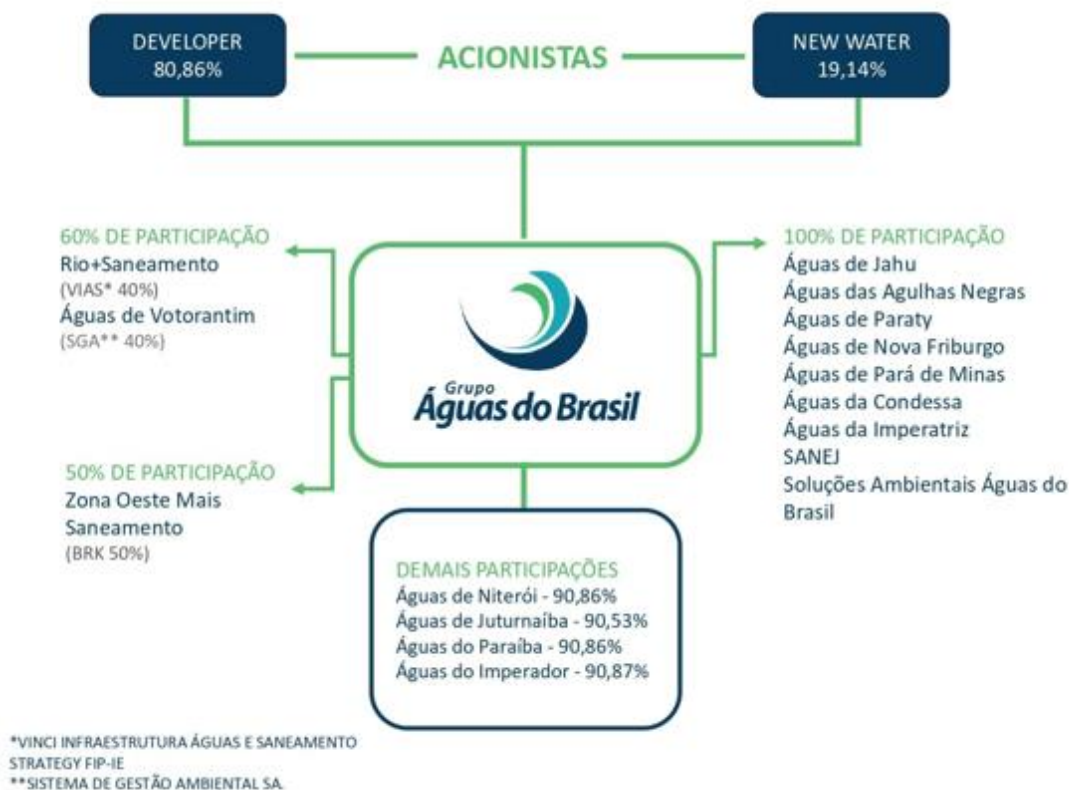 DEVELOPER
80,86%
ACIONISTAS
NEW WATER
19,14%
60% DE PARTICIPAÇÃO
Rio+Saneamento
(VIAS* 40%)
Águas de Votorantim
(SGA** 40%)
50% DE PARTICIPAÇÃO
Zona Oeste Mais
Saneamento
(BRK 50%)
Grupo
Águas do Brasil
100% DE PARTICIPAÇÃO
Águas de Jahu
Águas das Agulhas Negras
Águas de Paraty
Águas de Nova Friburgo
Águas de Pará de Minas
Águas da Condessa
Águas da Imperatriz
SANEJ
Soluções Ambientais Águas do
Brasil
DEMAIS PARTICIPAÇÕES
Águas de Niterói - 90,86%
Águas de Juturnaíba - 90,53%
Águas do Paraíba - 90,86%
Águas do Imperador - 90,87%
*VINCI INFRAESTRUTURA ÁGUAS E SANEAMENTO
STRATEGY FIP-IE
**SISTEMA DE GESTÃO AMBIENTAL SA.